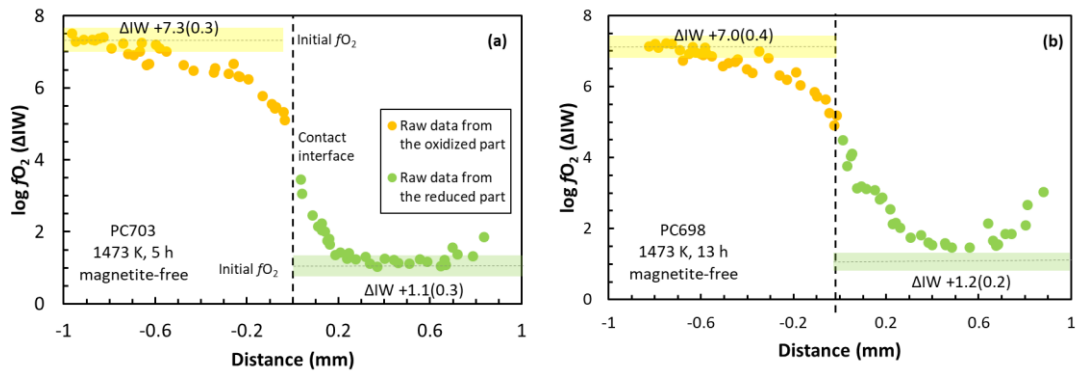 8
6
4
2
0
log fO₂ (ΔIW)
ΔIW +7.3(0.3)
Initial fO₂
(a)
Contact
interface
Raw data from
the oxidized part
Raw data from
the reduced part
PC703
1473 K, 5 h
magnetite-free
Initial fO₂
ΔIW +1.1(0.3)
-1 -0.6 -0.2 0.2 0.6 1
Distance (mm)
8
6
4
2
0
log fO₂ (ΔIW)
ΔIW +7.0(0.4)
(b)
PC698
1473 K, 13 h
magnetite-free
ΔIW +1.2(0.2)
-1 -0.6 -0.2 0.2 0.6 1
Distance (mm)